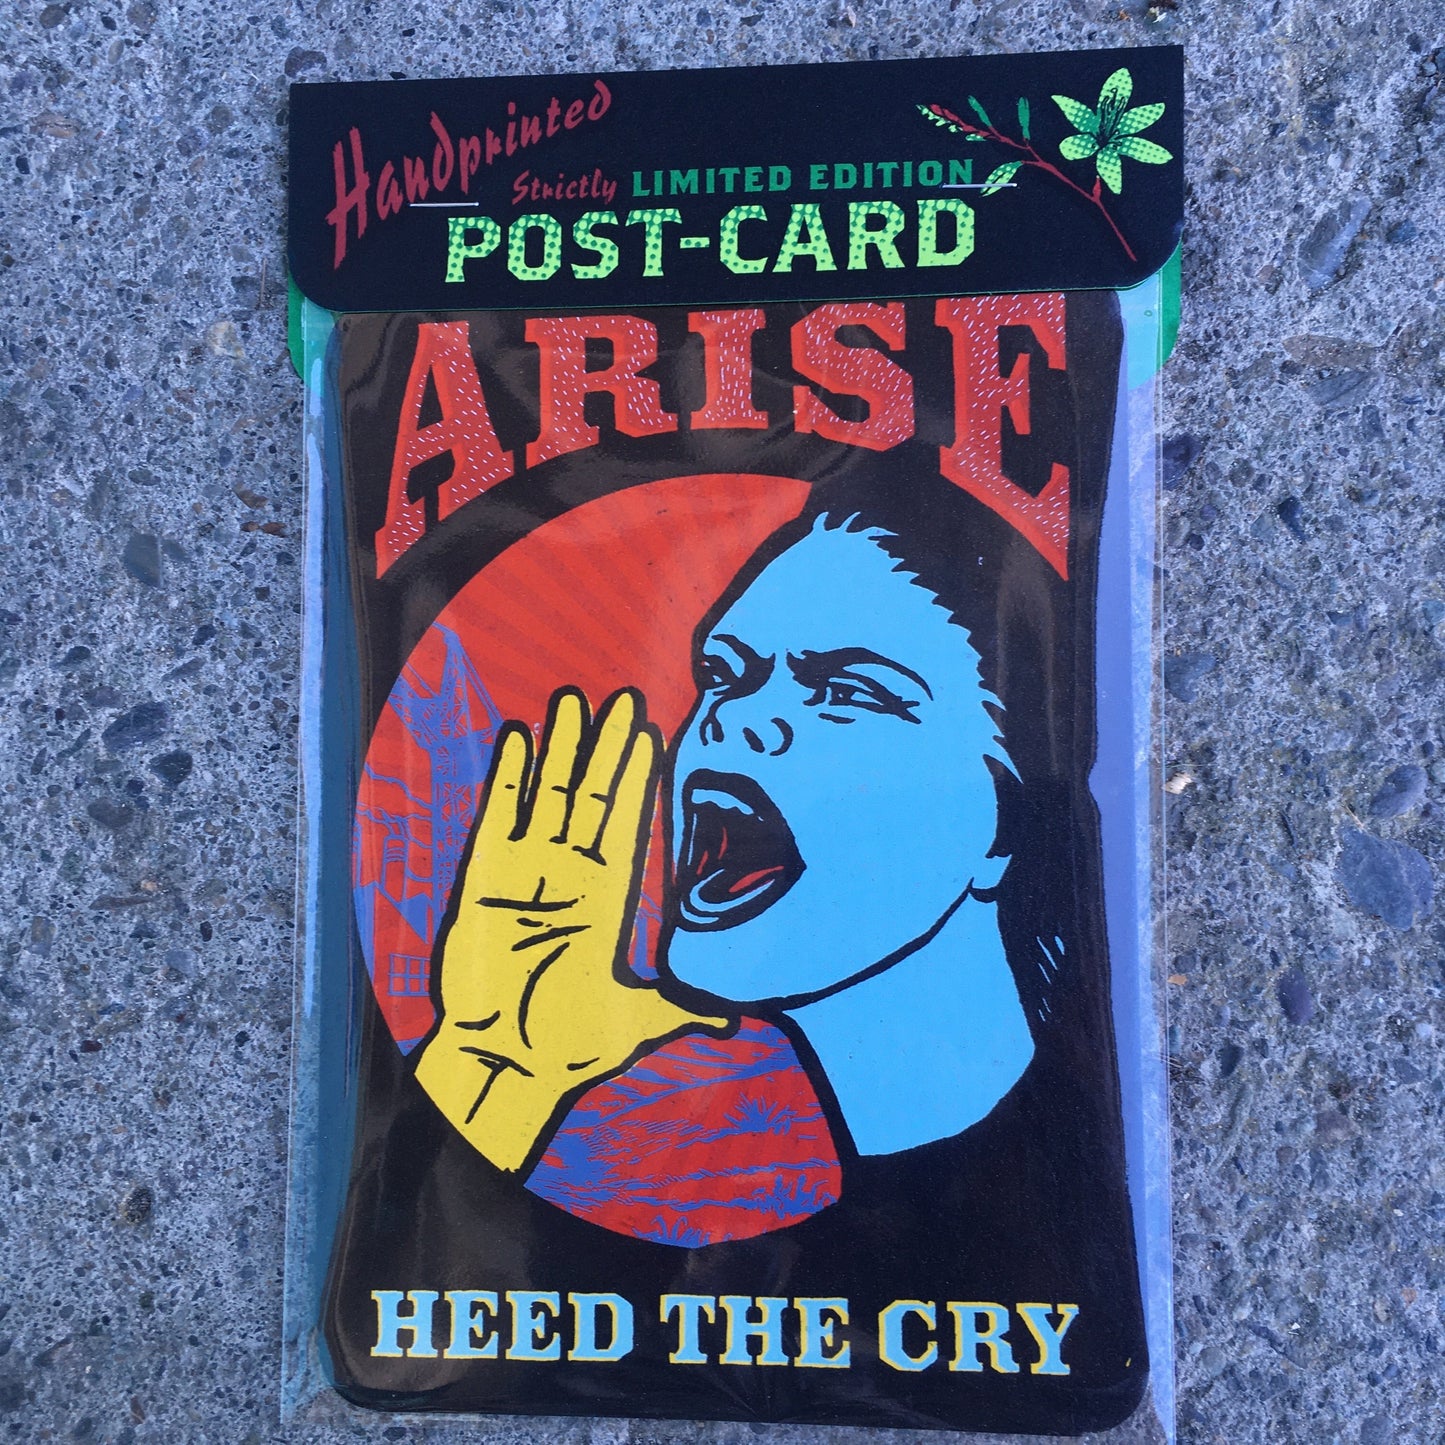 Handprinted
Strictly LIMITED EDITION
POST-CARD
ARISE
HEED THE CRY